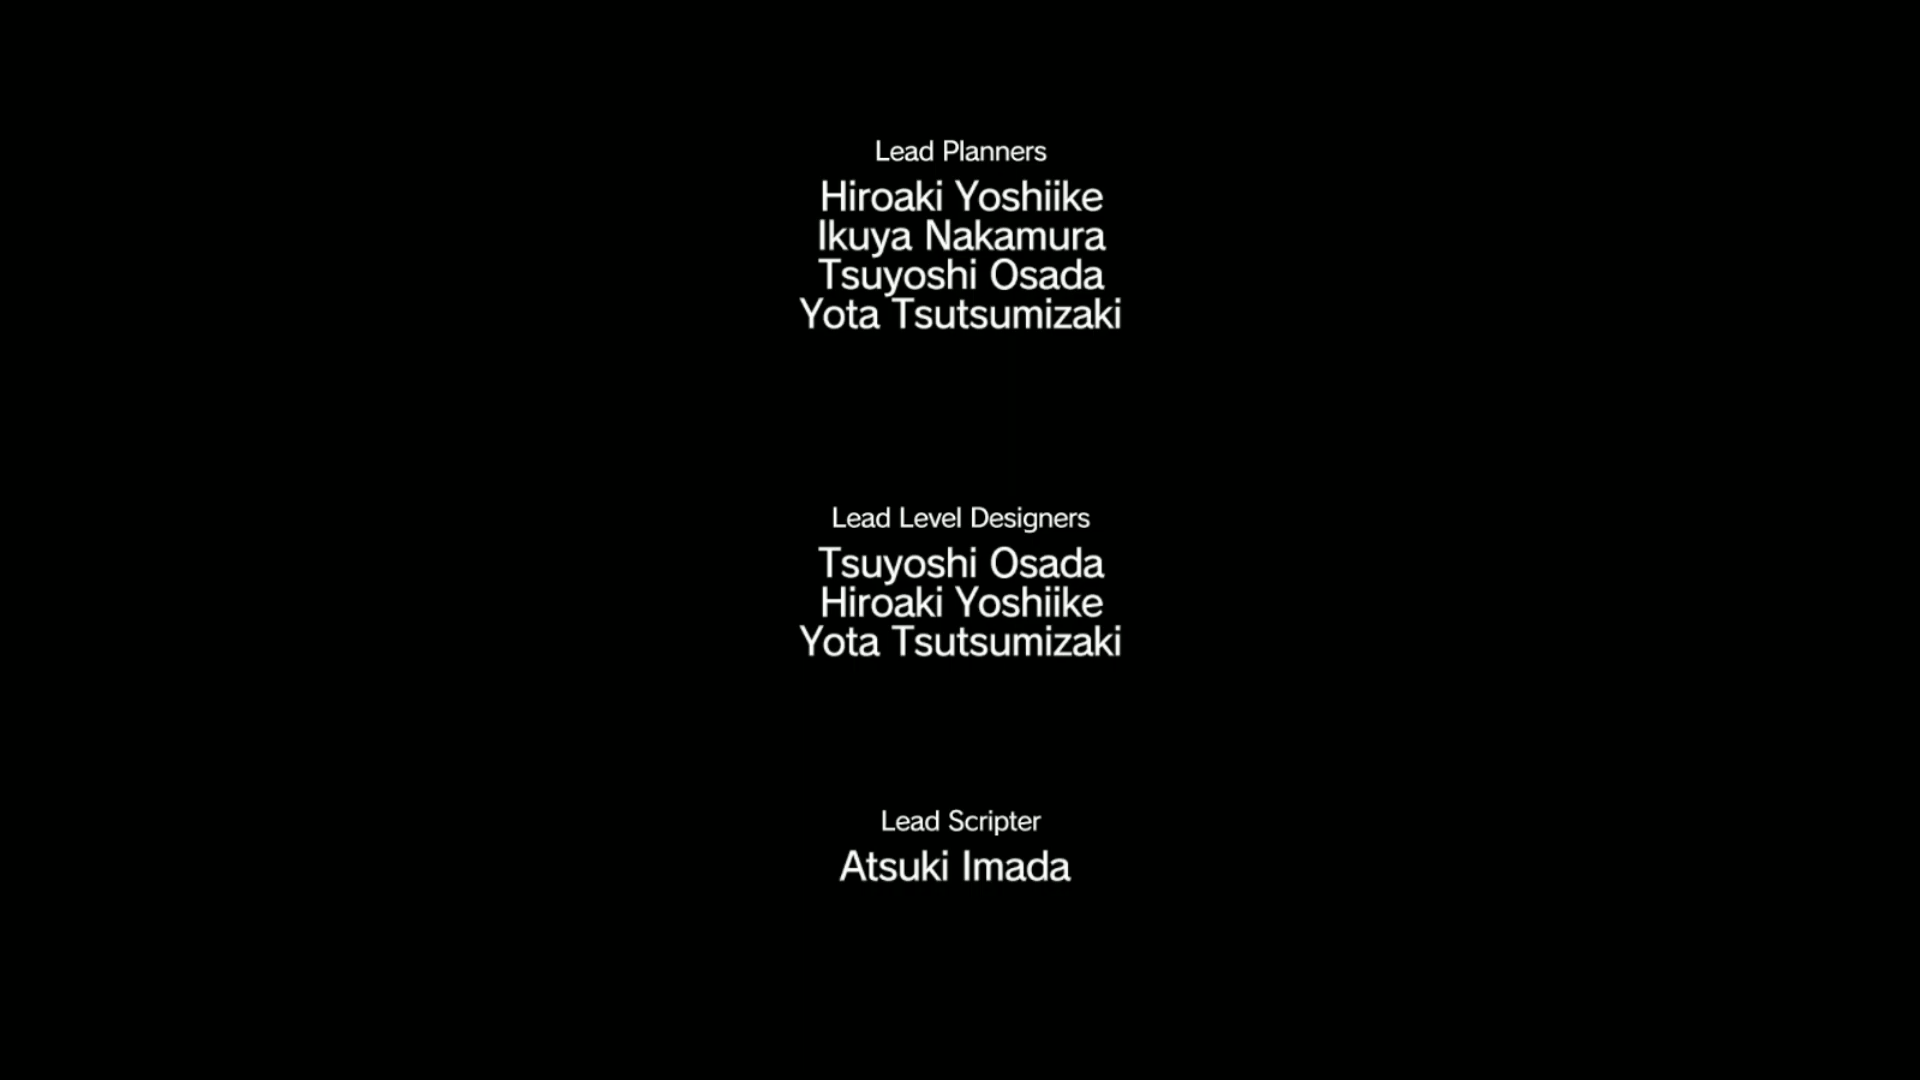 Lead Planners
Hiroaki Yoshiike
Ikuya Nakamura
Tsuyoshi Osada
Yota Tsutsumizaki
Lead Level Designers
Tsuyoshi Osada
Hiroaki Yoshiike
Yota Tsutsumizaki
Lead Scripter
Atsuki Imada